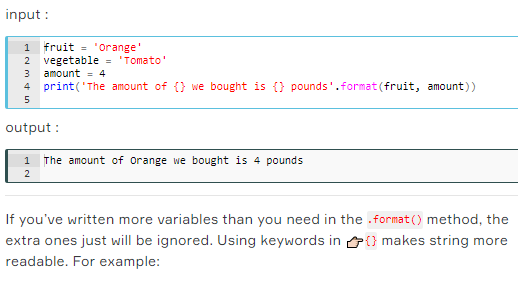 input :
1 fruit = 'Orange'
2 vegetable = 'Tomato'
3 amount = 4
4 print('The amount of {} we bought is {} pounds'.format(fruit, amount))
5
output :
1 The amount of Orange we bought is 4 pounds
2
If you've written more variables than you need in the .format() method, the
extra ones just will be ignored. Using keywords in 👉{} makes string more
readable. For example: